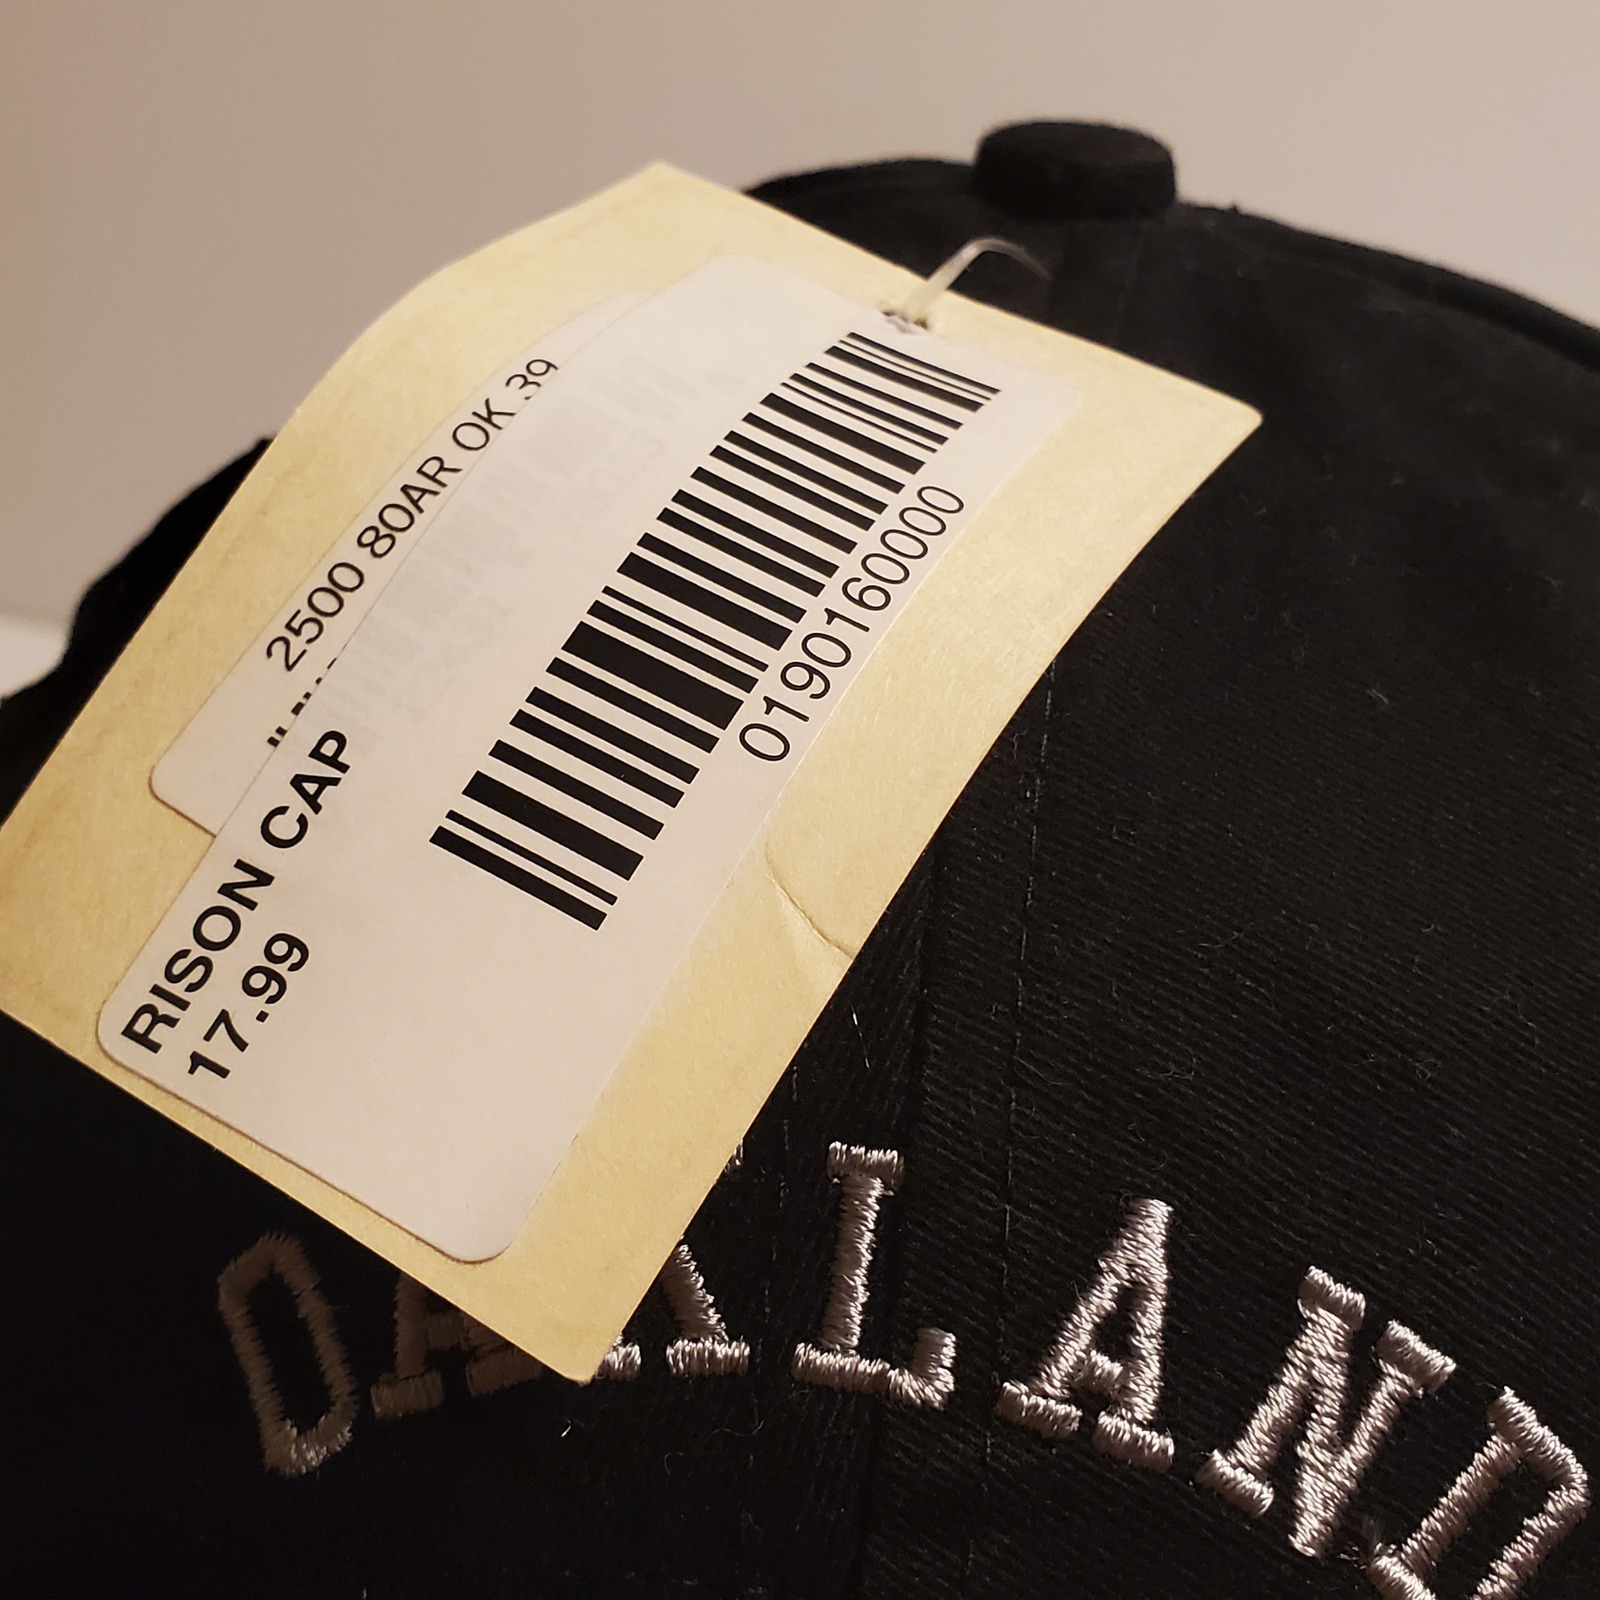 2500 80AR OK 39
RISON CAP
17.99
0190160000
OAKLAND